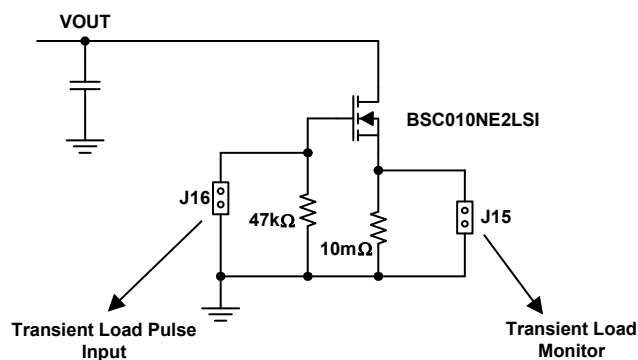 VOUT
BSC010NE2LSI
J16
47kΩ
10mΩ
J15
Transient Load Pulse
Input
Transient Load
Monitor